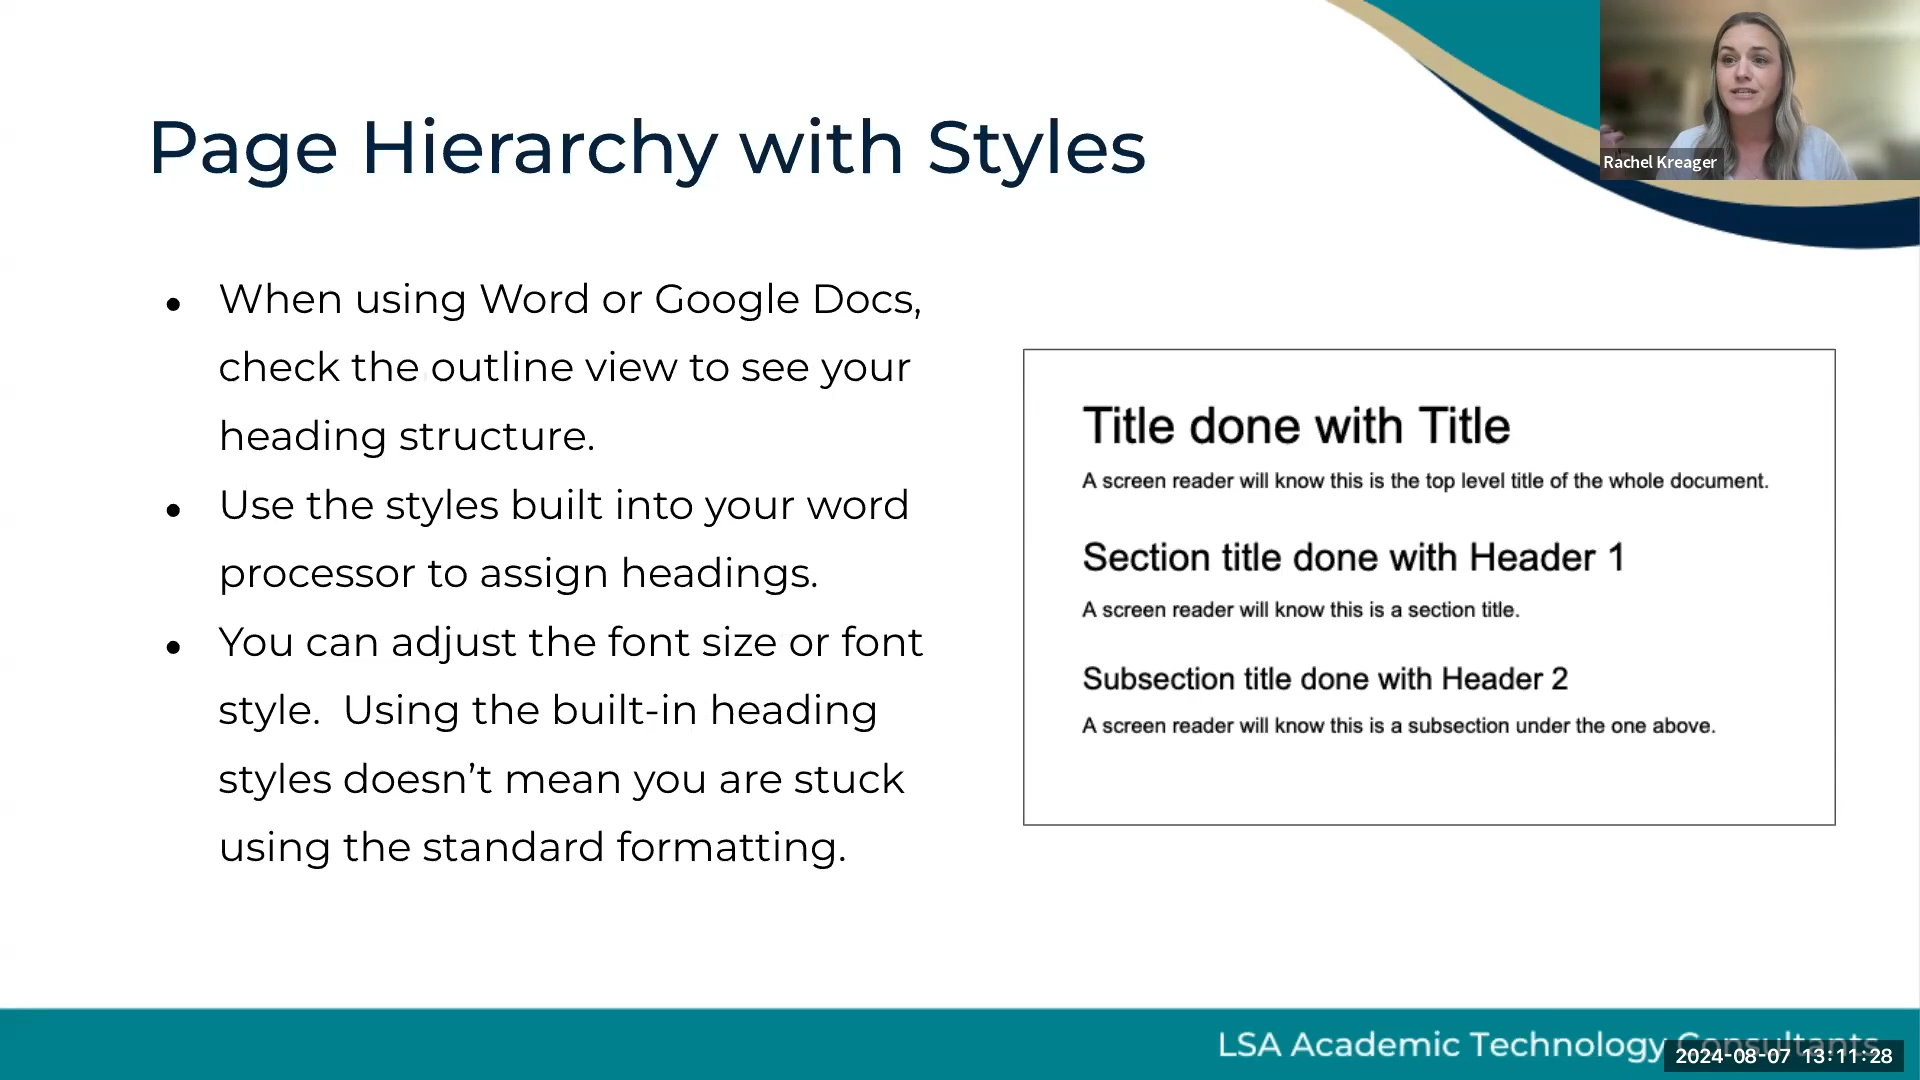 Page Hierarchy with Styles
Rachel Kreager
● When using Word or Google Docs,
check the outline view to see your
heading structure.
● Use the styles built into your word
processor to assign headings.
● You can adjust the font size or font
style.  Using the built-in heading
styles doesn’t mean you are stuck
using the standard formatting.
Title done with Title
A screen reader will know this is the top level title of the whole document.
Section title done with Header 1
A screen reader will know this is a section title.
Subsection title done with Header 2
A screen reader will know this is a subsection under the one above.
LSA Academic Technology Consultants
2024-08-07 13:11:28